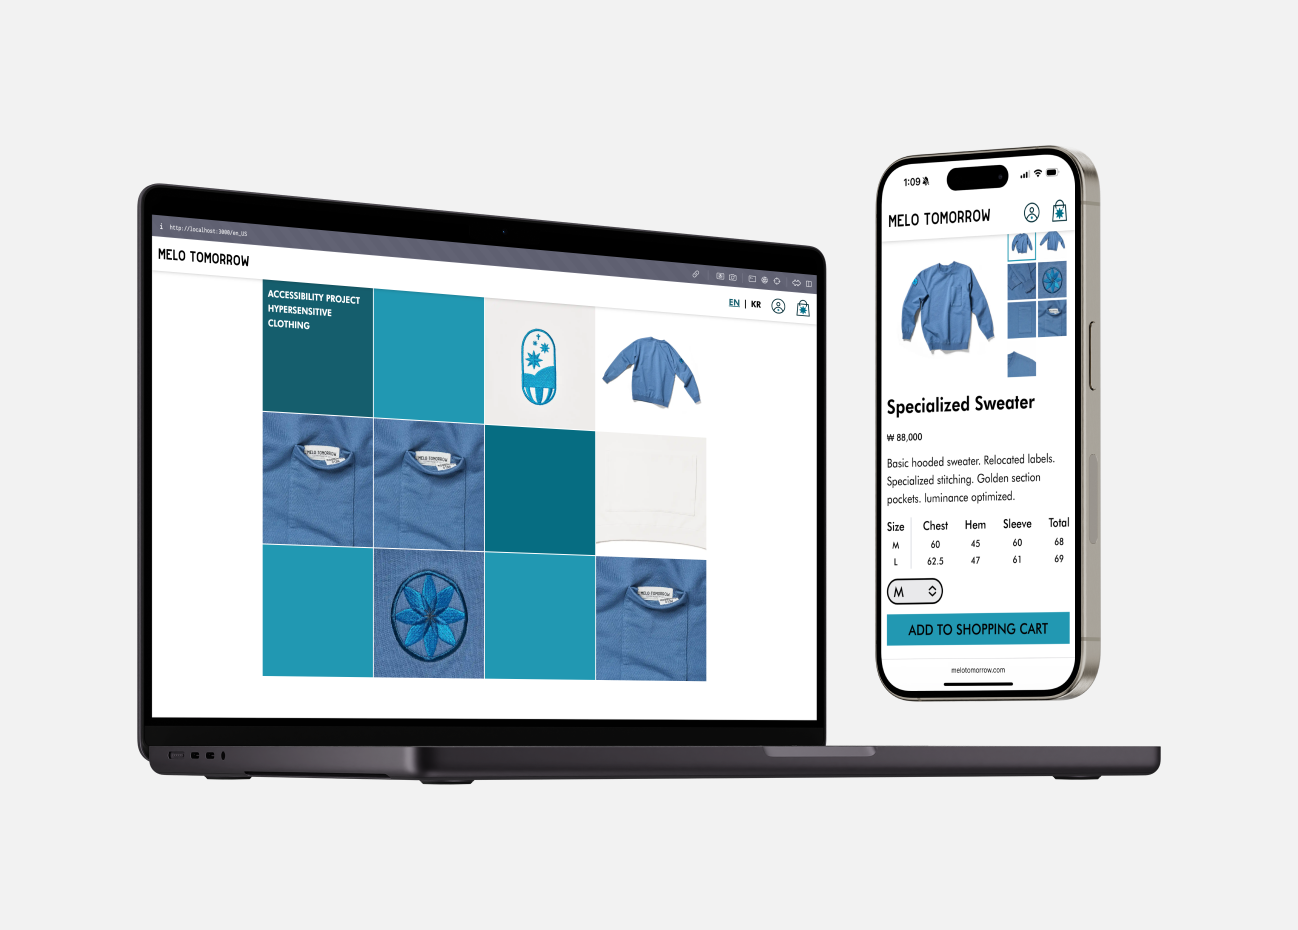 http://localhost:3000/en_US
MELO TOMORROW
EN | KR
ACCESSIBILITY PROJECT
HYPERSENSITIVE
CLOTHING
MELO TOMORROW
MELO TOMORROW
MELO TOMORROW
1:09
MELO TOMORROW
Specialized Sweater
₩ 88,000
Basic hooded sweater. Relocated labels.
Specialized stitching. Golden section
pockets. luminance optimized.
Size Chest Hem Sleeve Total
M 60 45 60 68
L 62.5 47 61 69
M
ADD TO SHOPPING CART
melotomorrow.com